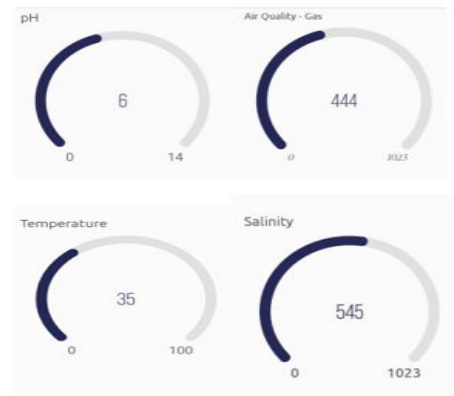 pH
6
0 14
Air Quality - Gas
444
0 1023
Temperature
35
0 100
Salinity
545
0 1023